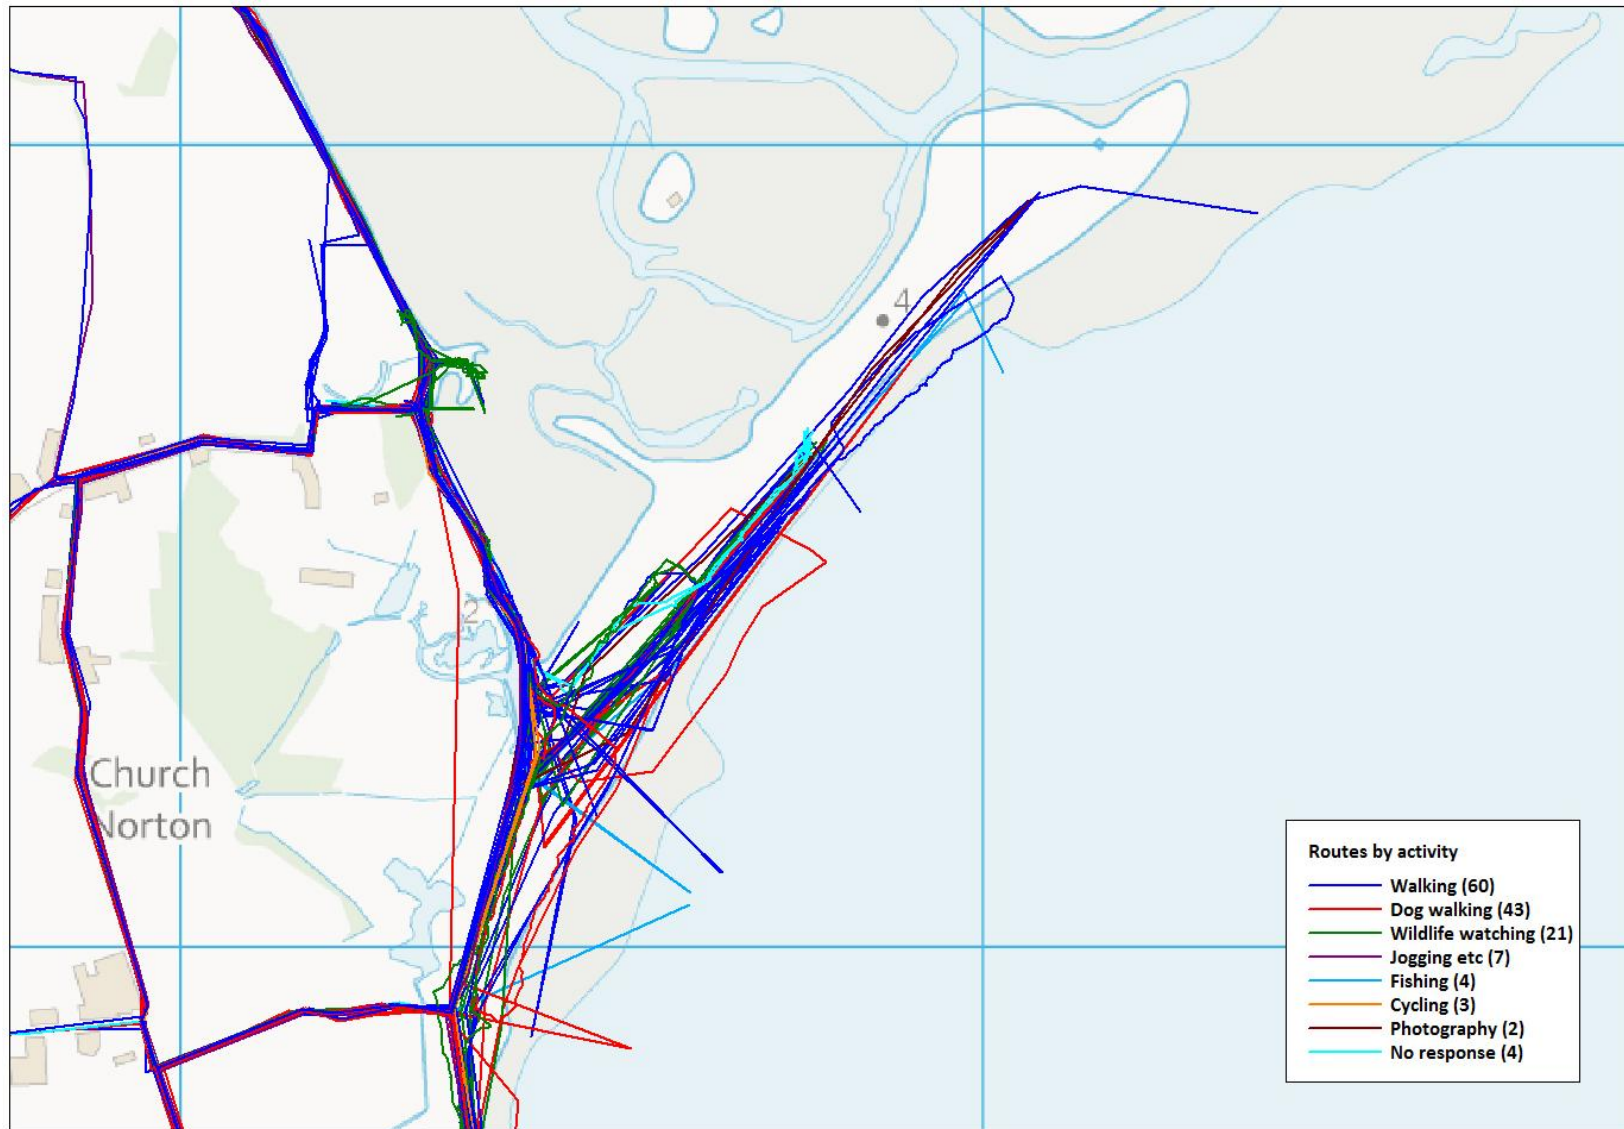 4
2
Church
Norton
Routes by activity
Walking (60)
Dog walking (43)
Wildlife watching (21)
Jogging etc (7)
Fishing (4)
Cycling (3)
Photography (2)
No response (4)